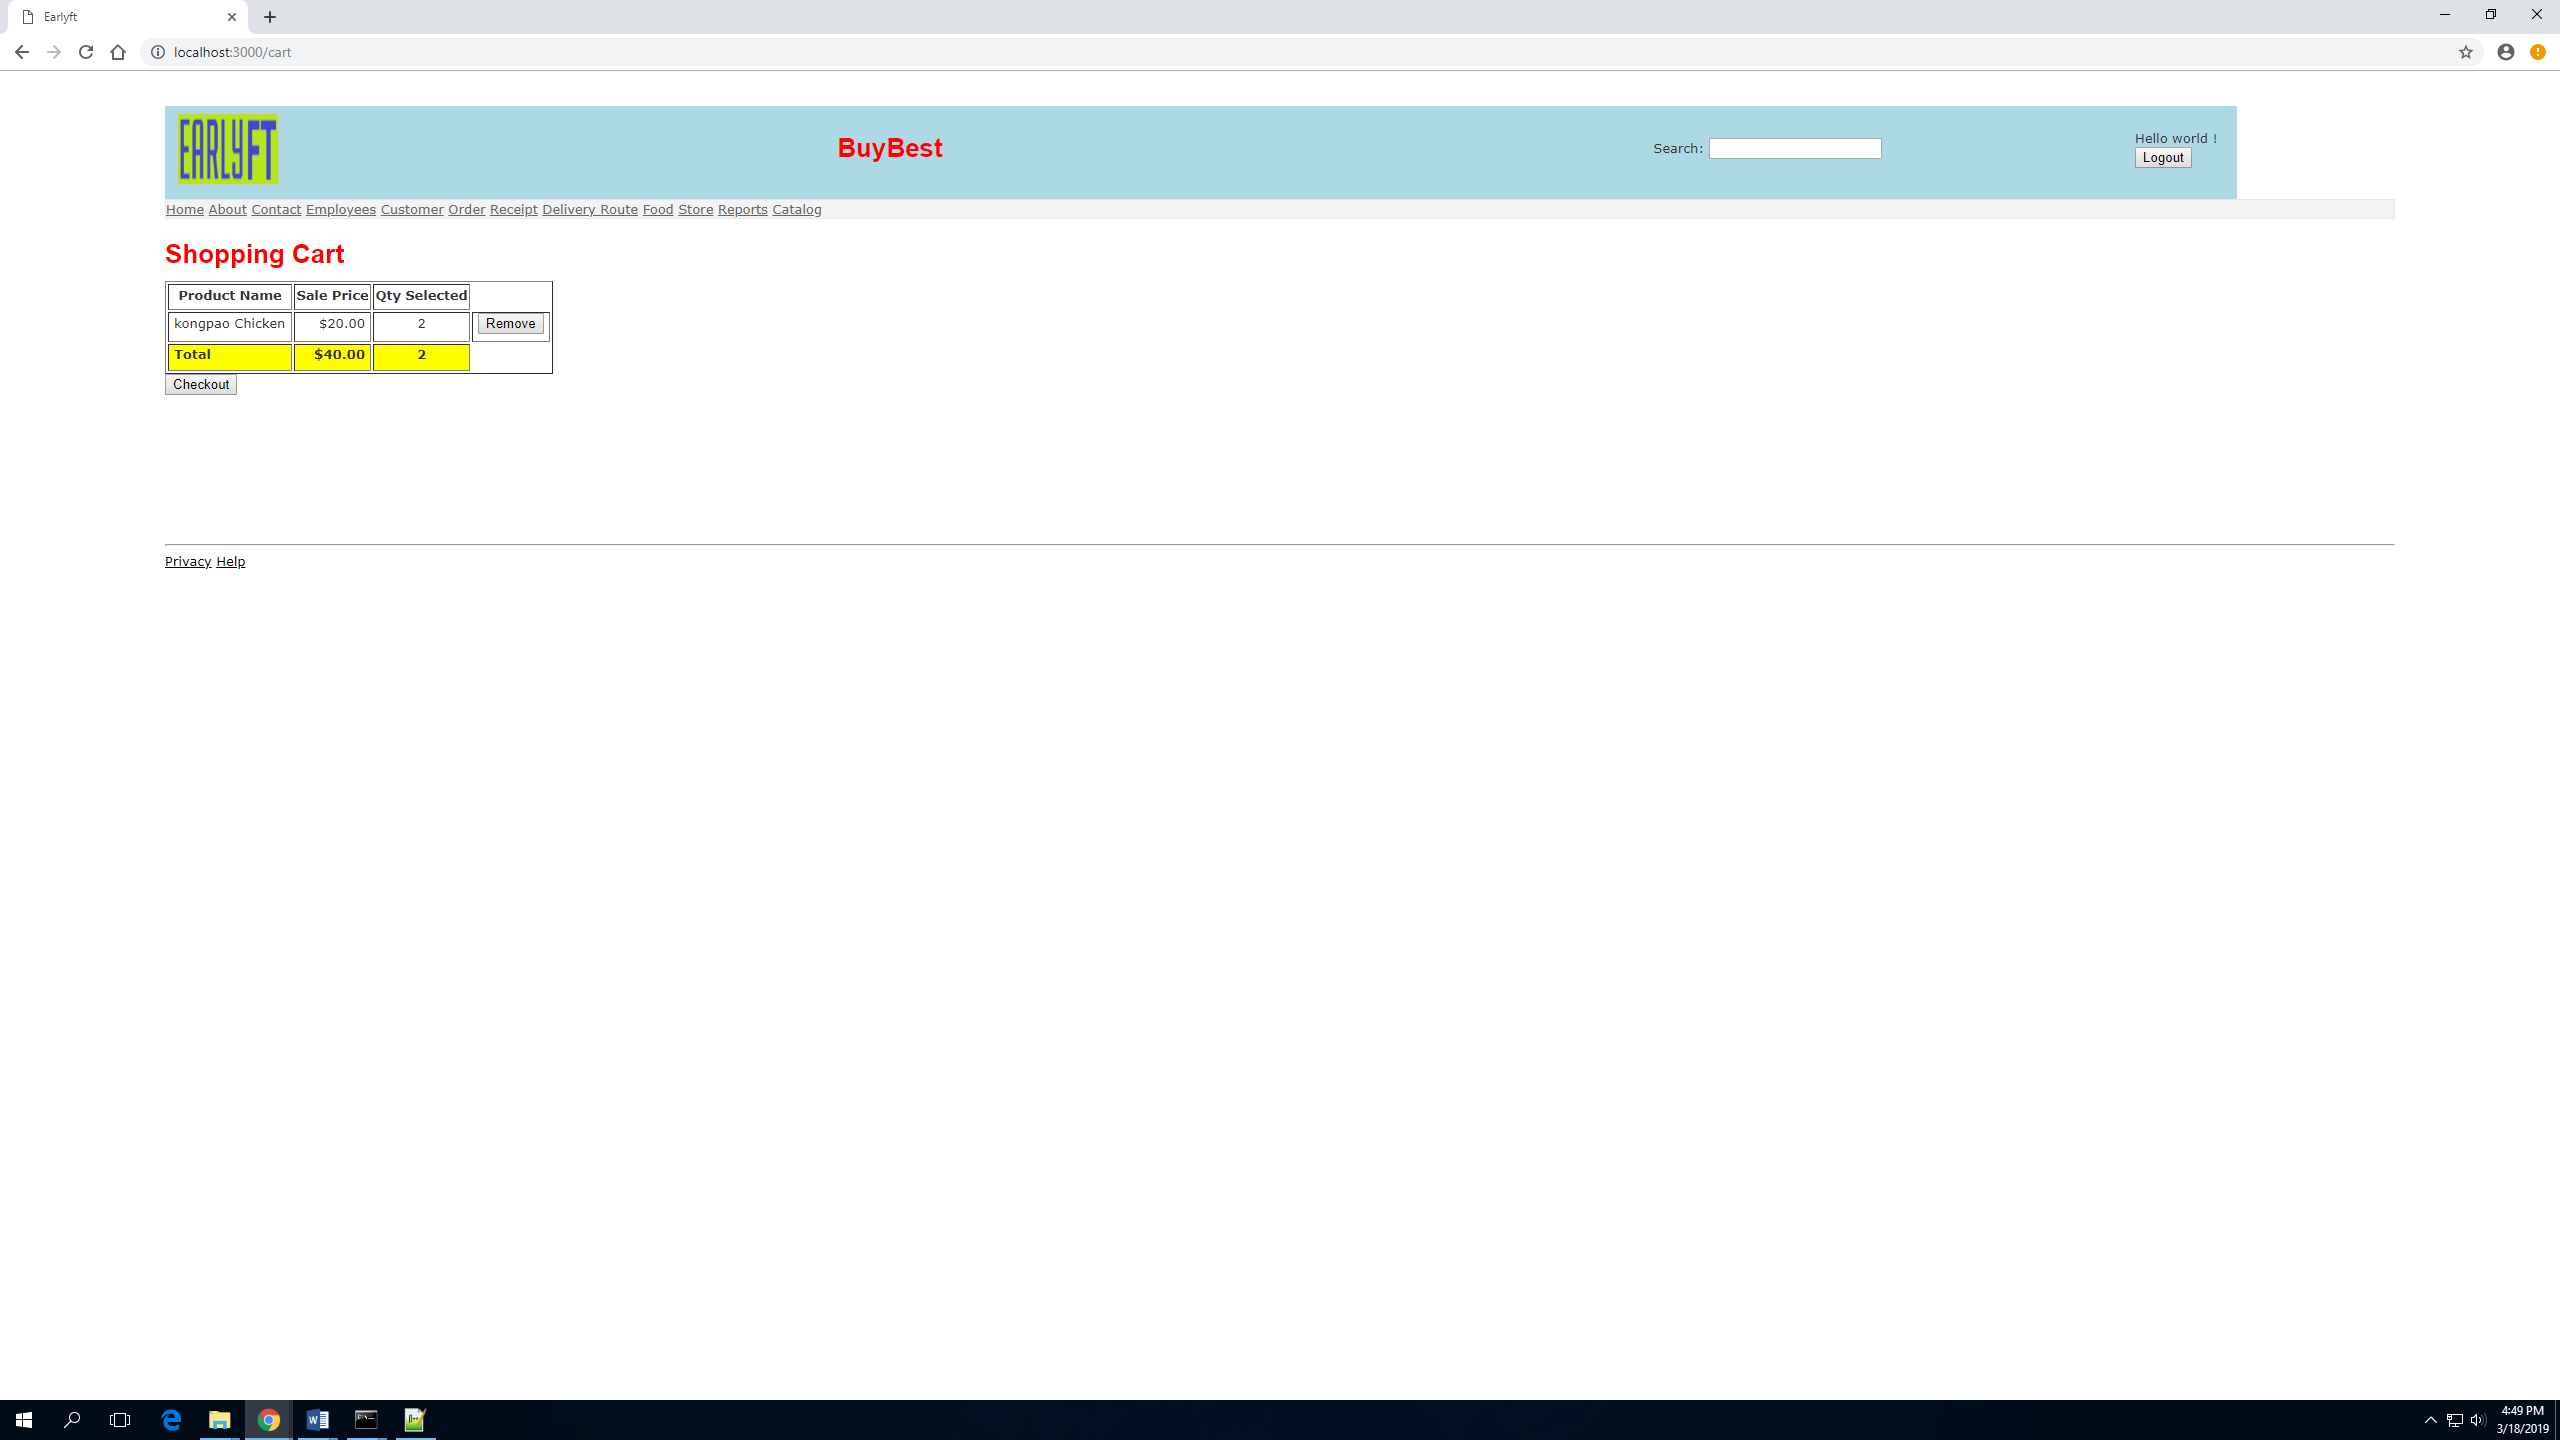 Earlyft
localhost:3000/cart
EARLYFT
BuyBest
Search:
Hello world !
Logout
Home About Contact Employees Customer Order Receipt Delivery Route Food Store Reports Catalog
Shopping Cart
Product Name Sale Price Qty Selected
kongpao Chicken $20.00 2 Remove
Total $40.00 2
Checkout
Privacy Help
4:49 PM
3/18/2019